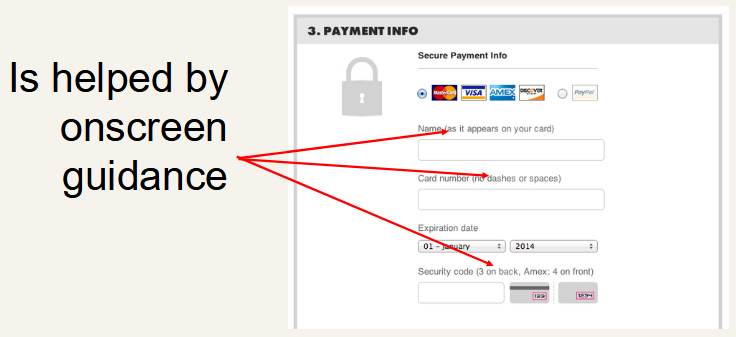 Is helped by
onscreen
guidance
3. PAYMENT INFO
Secure Payment Info
MasterCard VISA AMEX DISCOVER PayPal
Name (as it appears on your card)
Card number (no dashes or spaces)
Expiration date
01 - January 2014
Security code (3 on back, Amex: 4 on front)
123 1234